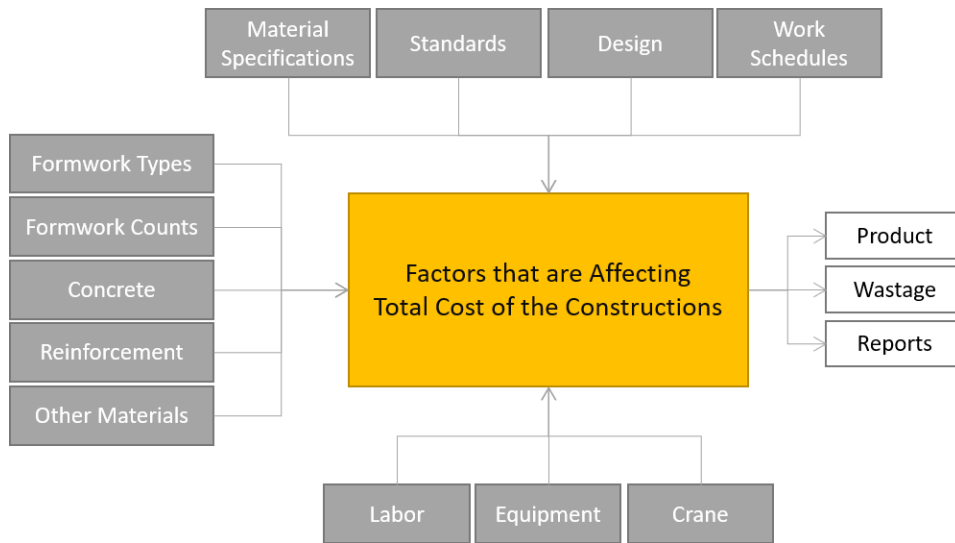 Material
Specifications
Standards
Design
Work
Schedules
Formwork Types
Formwork Counts
Concrete
Reinforcement
Other Materials
Factors that are Affecting
Total Cost of the Constructions
Product
Wastage
Reports
Labor
Equipment
Crane